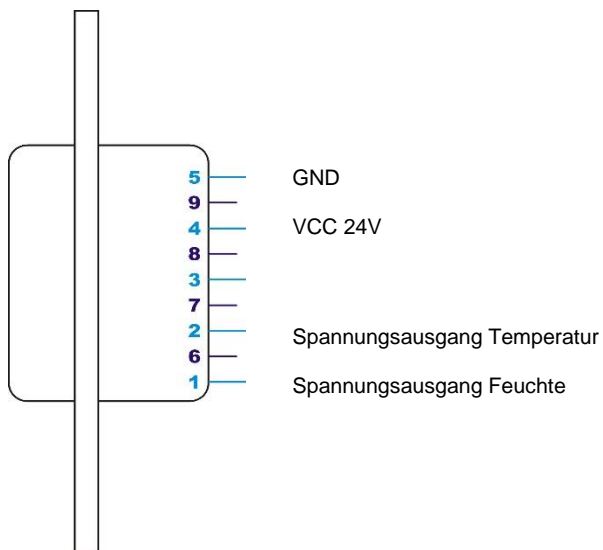 5 GND
9
4 VCC 24V
8
3
7
2 Spannungsausgang Temperatur
6
1 Spannungsausgang Feuchte